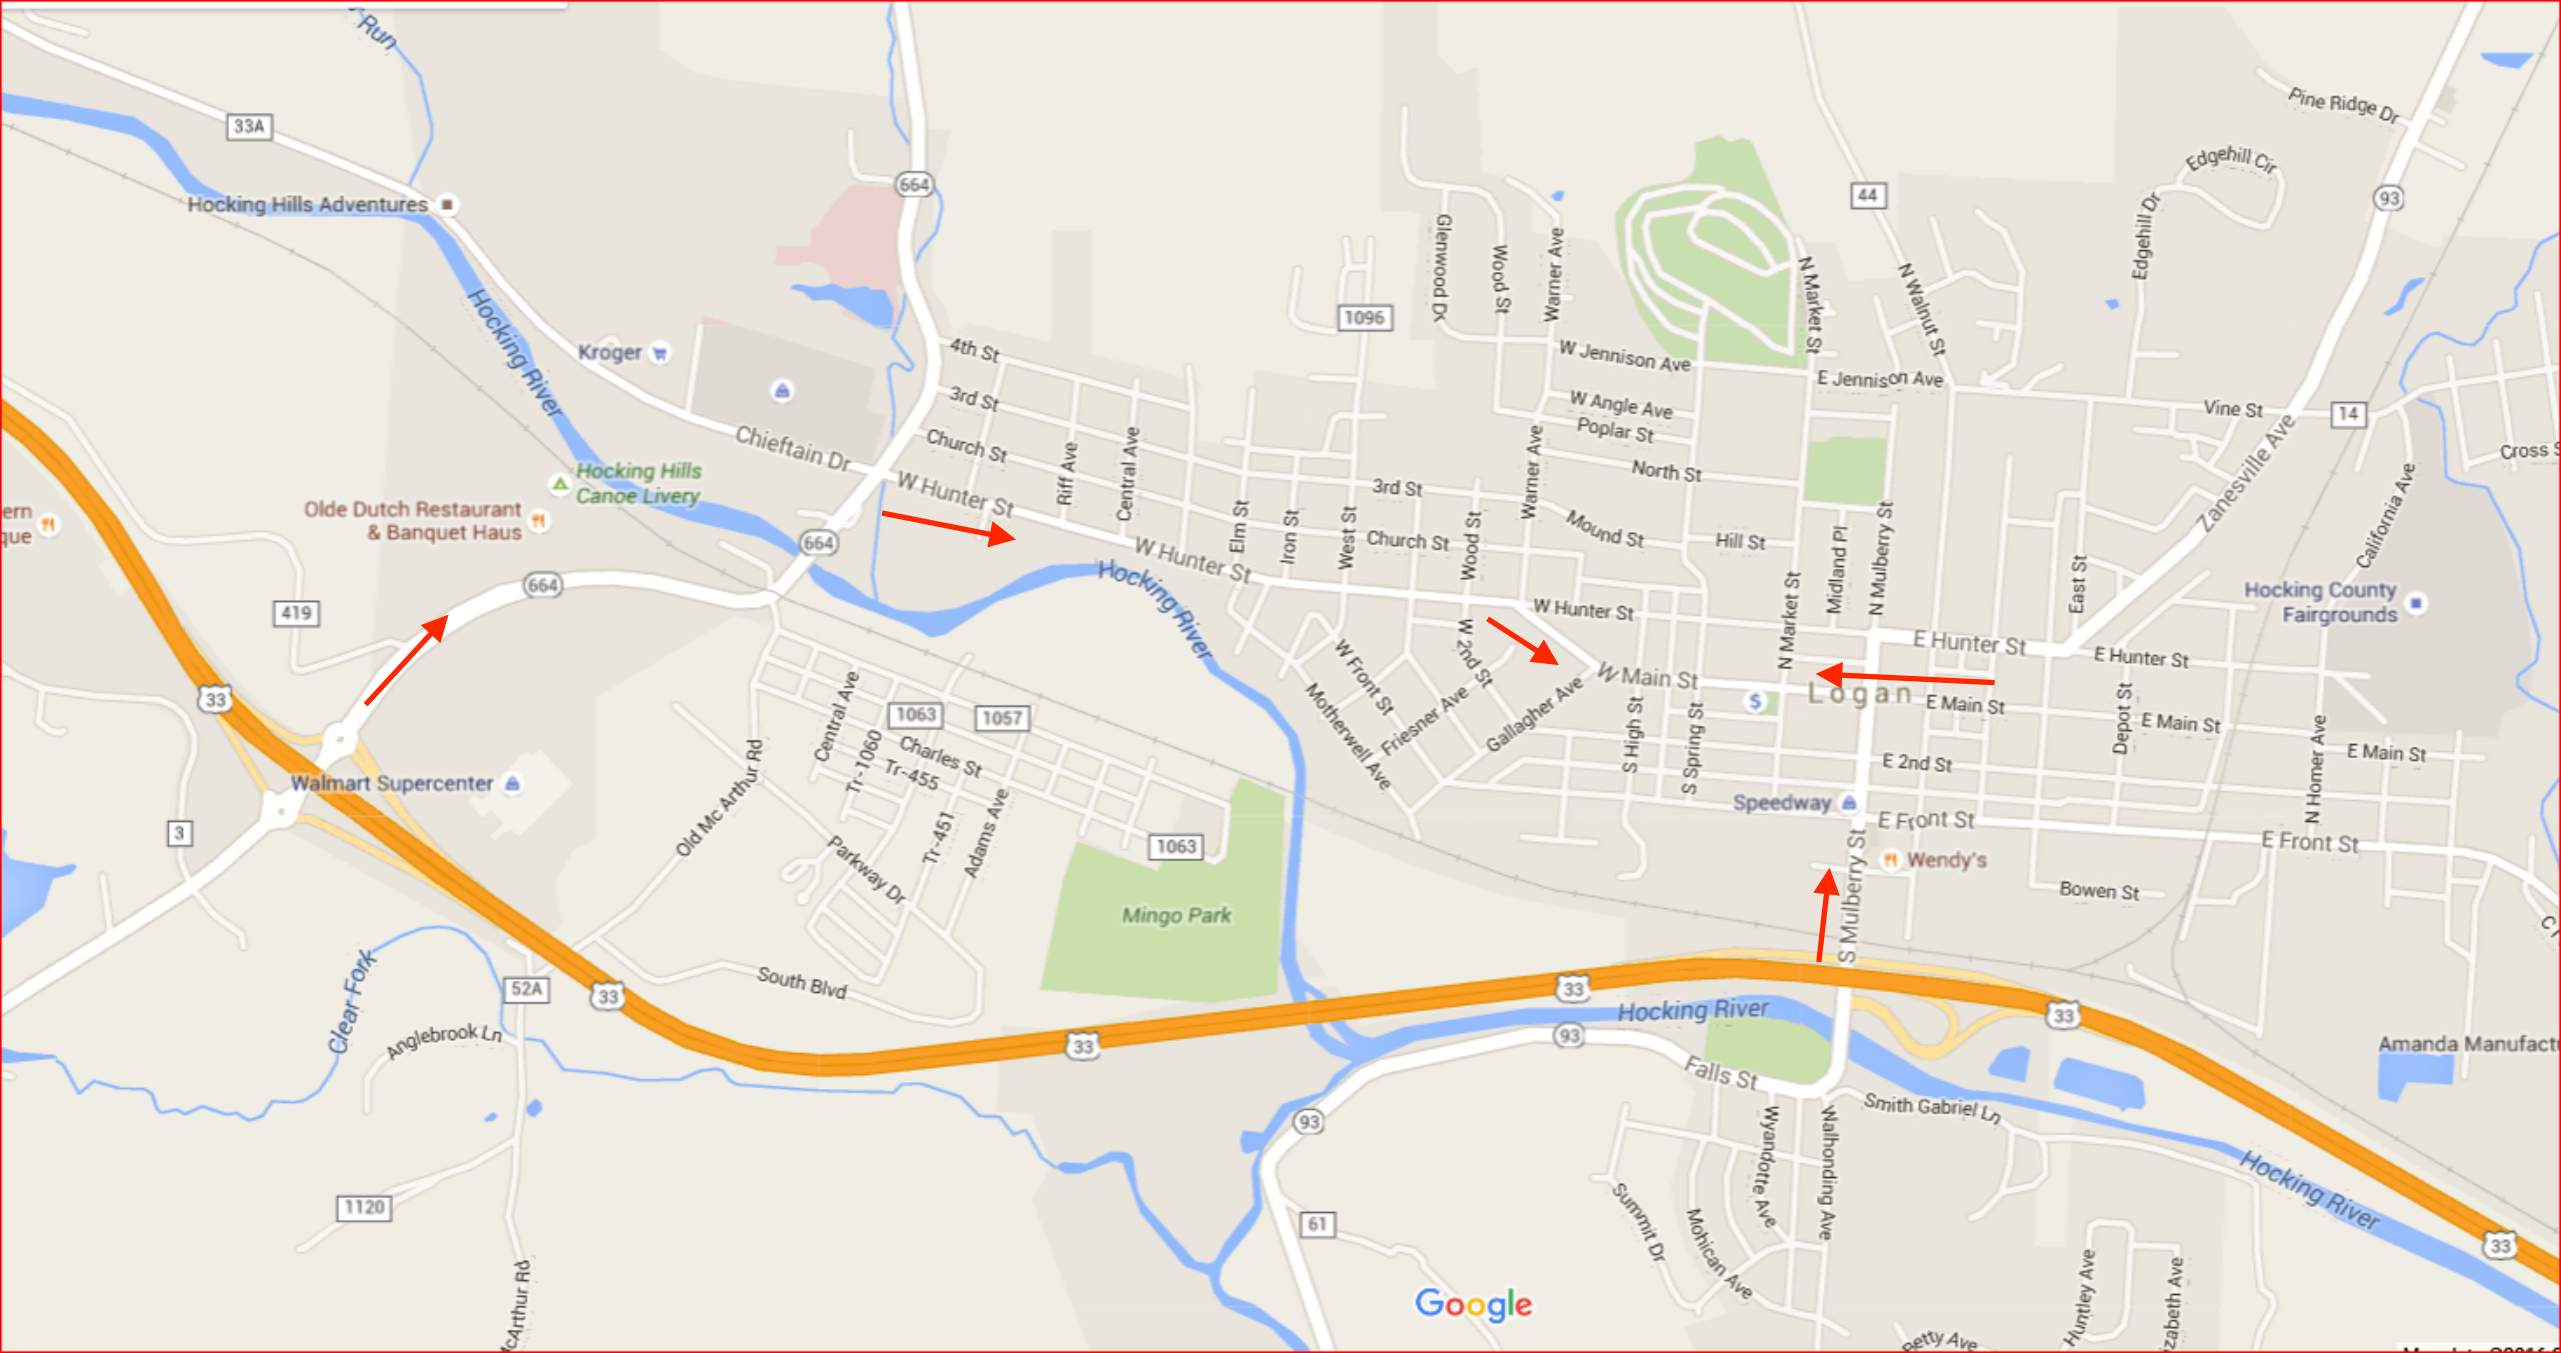 Run
33A
Hocking Hills Adventures
664
Pine Ridge Dr
Edgehill Cir
Edgehill Dr
93
44
Glenwood Dr
Wood St
Warner Ave
N Market St
N Walnut St
Hocking River
Kroger
1096
4th St
3rd St
Church St
W Jennison Ave
E Jennison Ave
W Angle Ave
Poplar St
Vine St
14
Zanesville Ave
Cross S
Chieftain Dr
Hocking Hills
Canoe Livery
Riff Ave
Central Ave
W Hunter St
North St
3rd St
Warner Ave
California Ave
Olde Dutch Restaurant
& Banquet Haus
ern
que
664
Elm St
Iron St
West St
Church St
Wood St
Mound St
Hill St
Midland Pl
N Mulberry St
East St
Hocking County
Fairgrounds
664
419
W Hunter St
Hocking River
W Hunter St
N Market St
E Hunter St
E Hunter St
W 2nd St
W Front St
W Main St
Logan
33
Central Ave
1063
1057
Motherwell Ave
Friesner Ave
Gallagher Ave
S High St
S Spring St
$
E Main St
E Main St
Depot St
N Homer Ave
E Main St
Charles St
Tr-1060
Tr-455
Old Mc Arthur Rd
Walmart Supercenter
E 2nd St
Speedway
E Front St
E Front St
3
Tr-451
Adams Ave
Parkway Dr
1063
Wendy's
S Mulberry St
Bowen St
Mingo Park
Clear Fork
52A
33
South Blvd
33
33
Hocking River
93
33
Anglebrook Ln
Amanda Manufactu
Falls St
93
Smith Gabriel Ln
Wyandotte Ave
Walhonding Ave
1120
61
Summit Dr
Mohican Ave
Hocking River
33
McArthur Rd
Google
Betty Ave
Huntley Ave
zabeth Ave